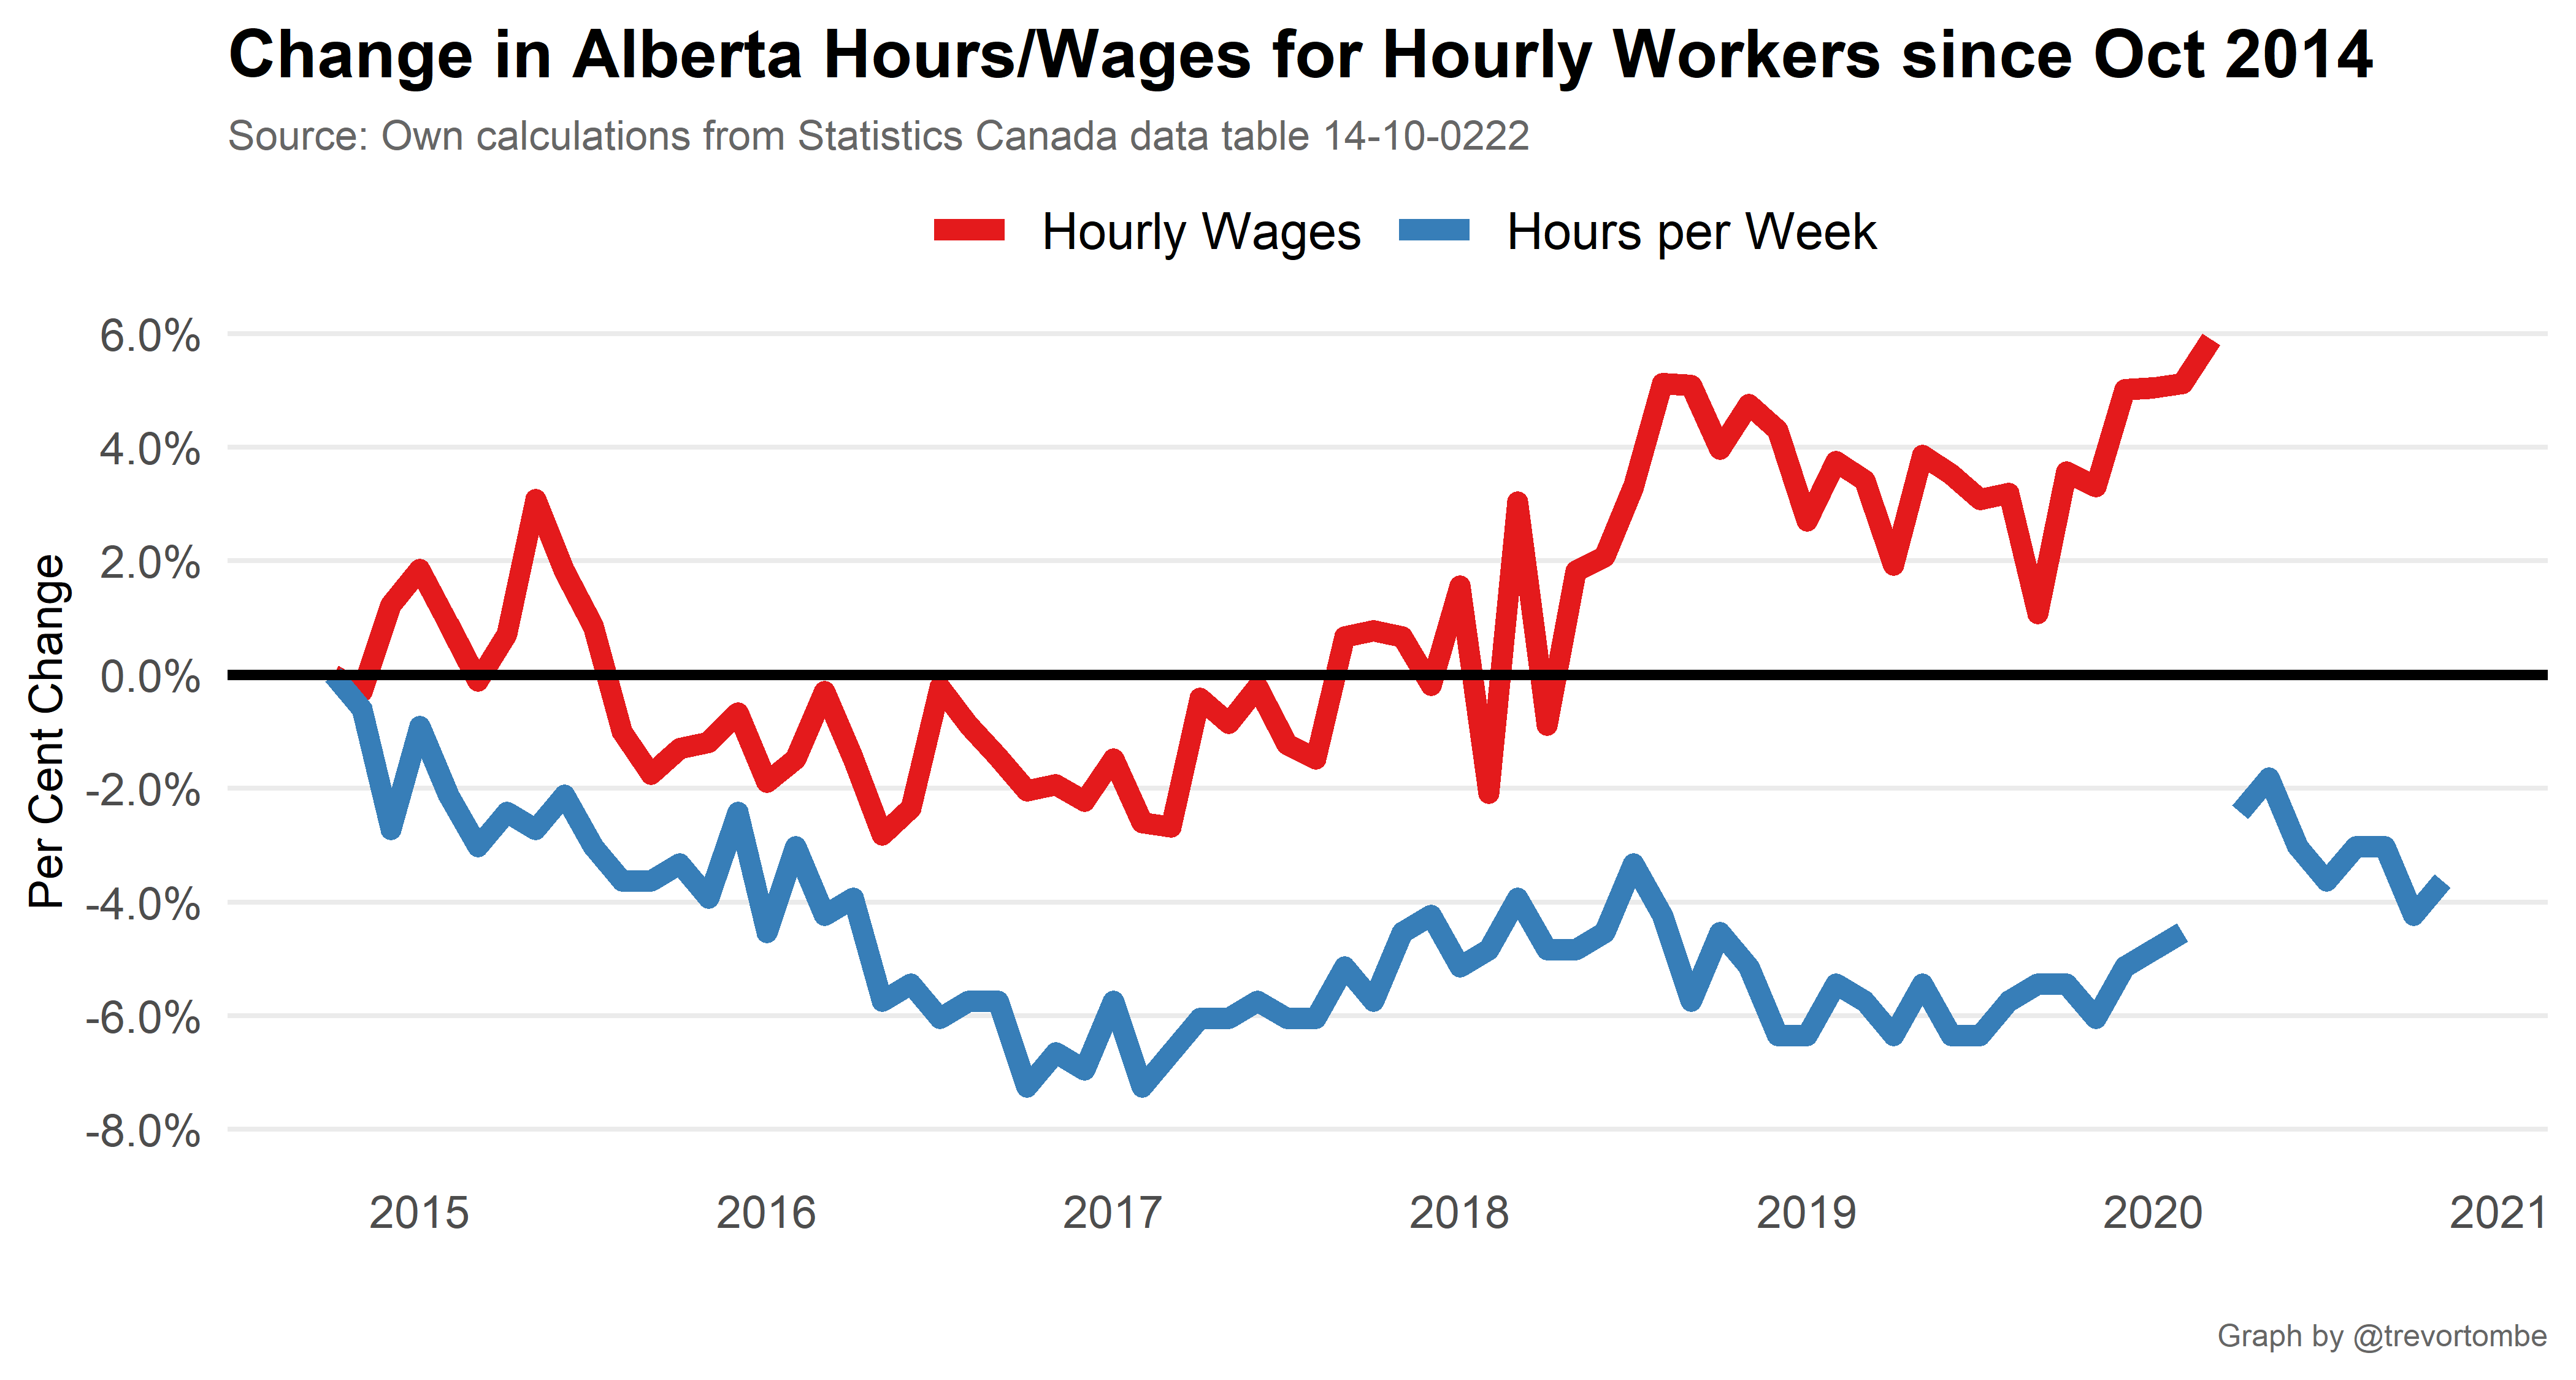 Change in Alberta Hours/Wages for Hourly Workers since Oct 2014
Source: Own calculations from Statistics Canada data table 14-10-0222
Hourly Wages Hours per Week
Per Cent Change
6.0%
4.0%
2.0%
0.0%
-2.0%
-4.0%
-6.0%
-8.0%
2015 2016 2017 2018 2019 2020 2021
Graph by @trevortombe